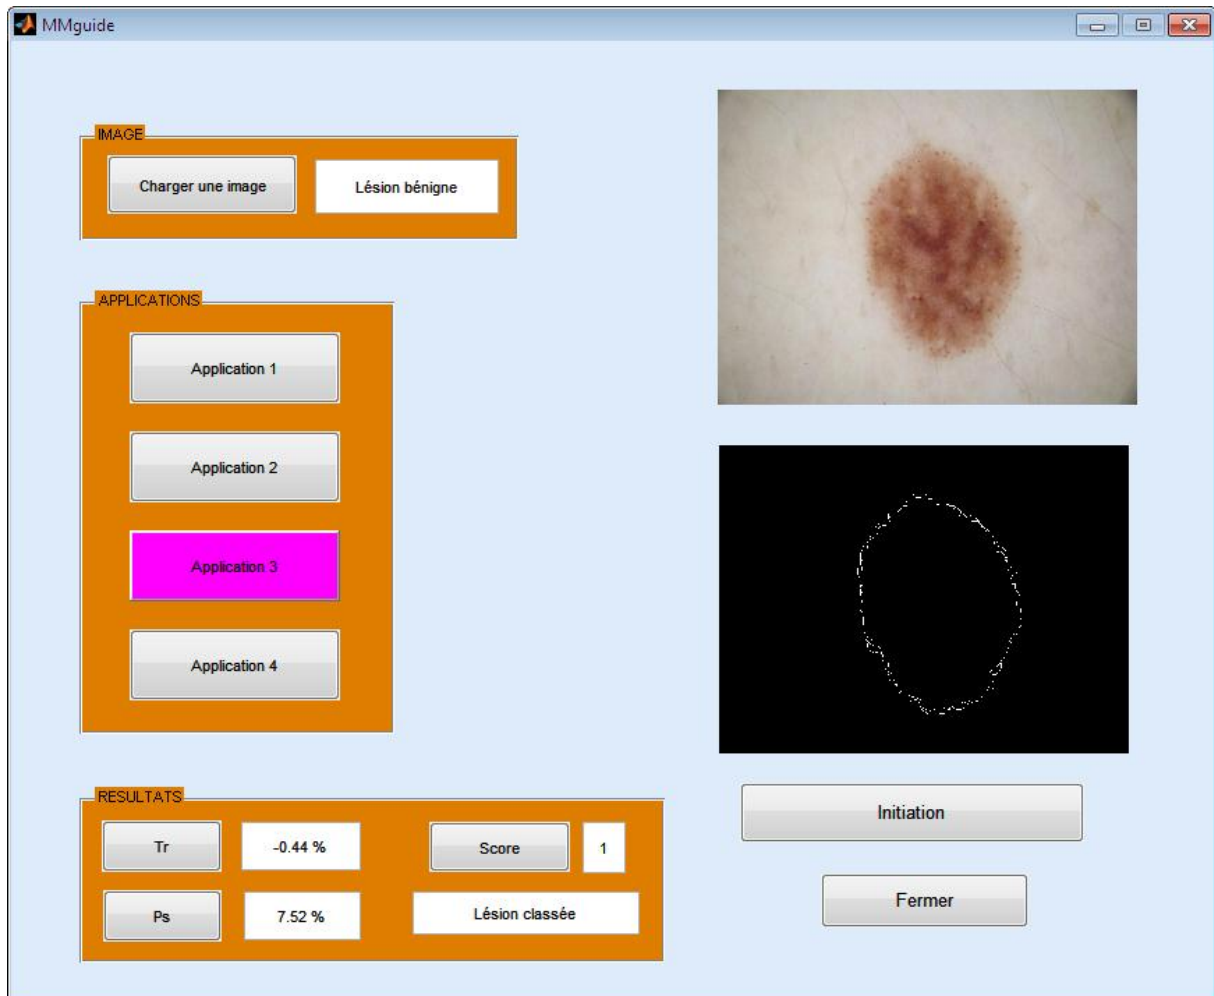 MMguide
IMAGE
Charger une image
Lésion bénigne
APPLICATIONS
Application 1
Application 2
Application 3
Application 4
RESULTATS
Tr
-0.44 %
Score
1
Ps
7.52 %
Lésion classée
Initiation
Fermer